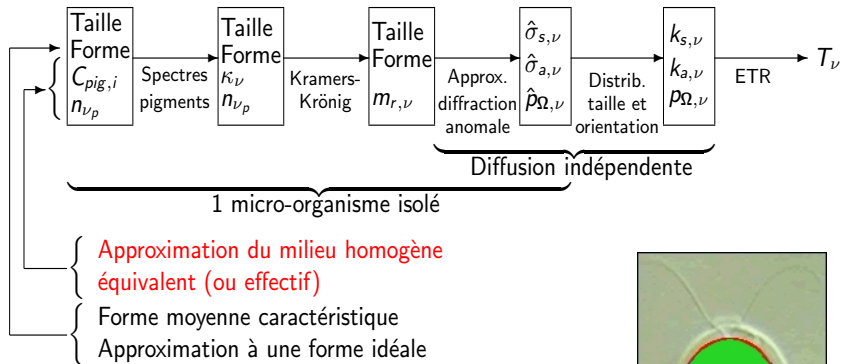 Taille
Forme
C_{pig,i}
n_{ν_p}
Spectres
pigments
Taille
Forme
κ_ν
n_{ν_p}
Kramers-
Krönig
Taille
Forme
m_{r,ν}
Approx.
diffraction
anomale
σ̂_{s,ν}
σ̂_{a,ν}
p̂_{Ω,ν}
Distrib.
taille et
orientation
k_{s,ν}
k_{a,ν}
p_{Ω,ν}
ETR
T_ν
Diffusion indépendente
1 micro-organisme isolé
Approximation du milieu homogène
équivalent (ou effectif)
Forme moyenne caractéristique
Approximation à une forme idéale